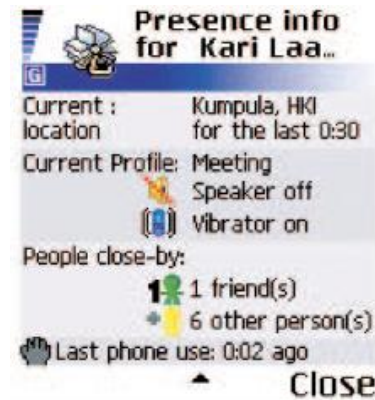 Presence info
for Kari Laa...
G
Current : Kumpula, HKI
location for the last 0:30
Current Profile: Meeting
Speaker off
Vibrator on
People close-by:
1 1 friend(s)
+ 6 other person(s)
Last phone use: 0:02 ago
Close